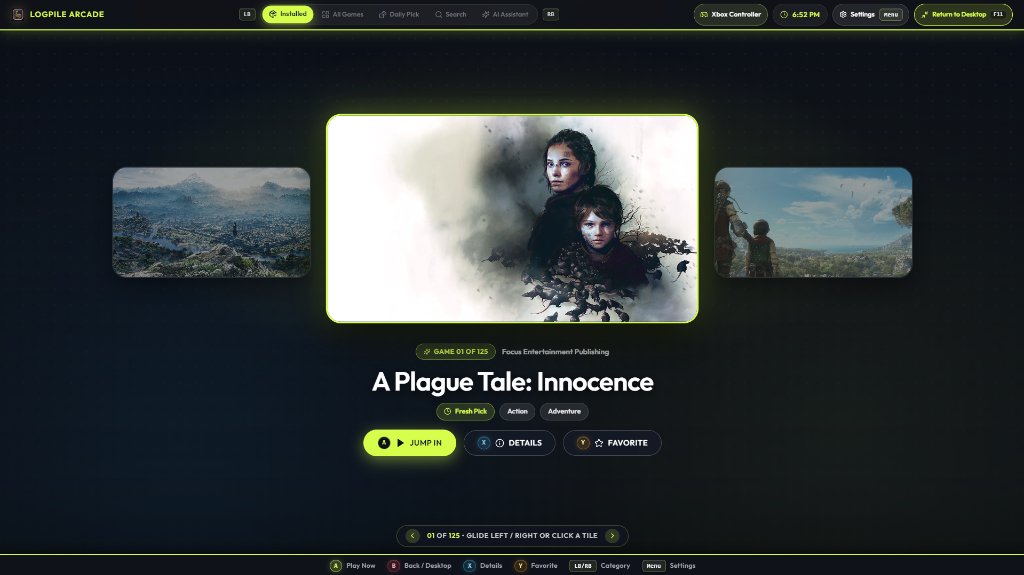 LOGPILE ARCADE
LB Installed All Games Daily Pick Search AI Assistant RB
Xbox Controller 6:52 PM Settings Menu Return to Desktop F11
GAME 01 OF 125 Focus Entertainment Publishing
A Plague Tale: Innocence
Fresh Pick Action Adventure
A JUMP IN X DETAILS Y FAVORITE
01 OF 125 · GLIDE LEFT / RIGHT OR CLICK A TILE
A Play Now B Back / Desktop X Details Y Favorite LB/RB Category Menu Settings